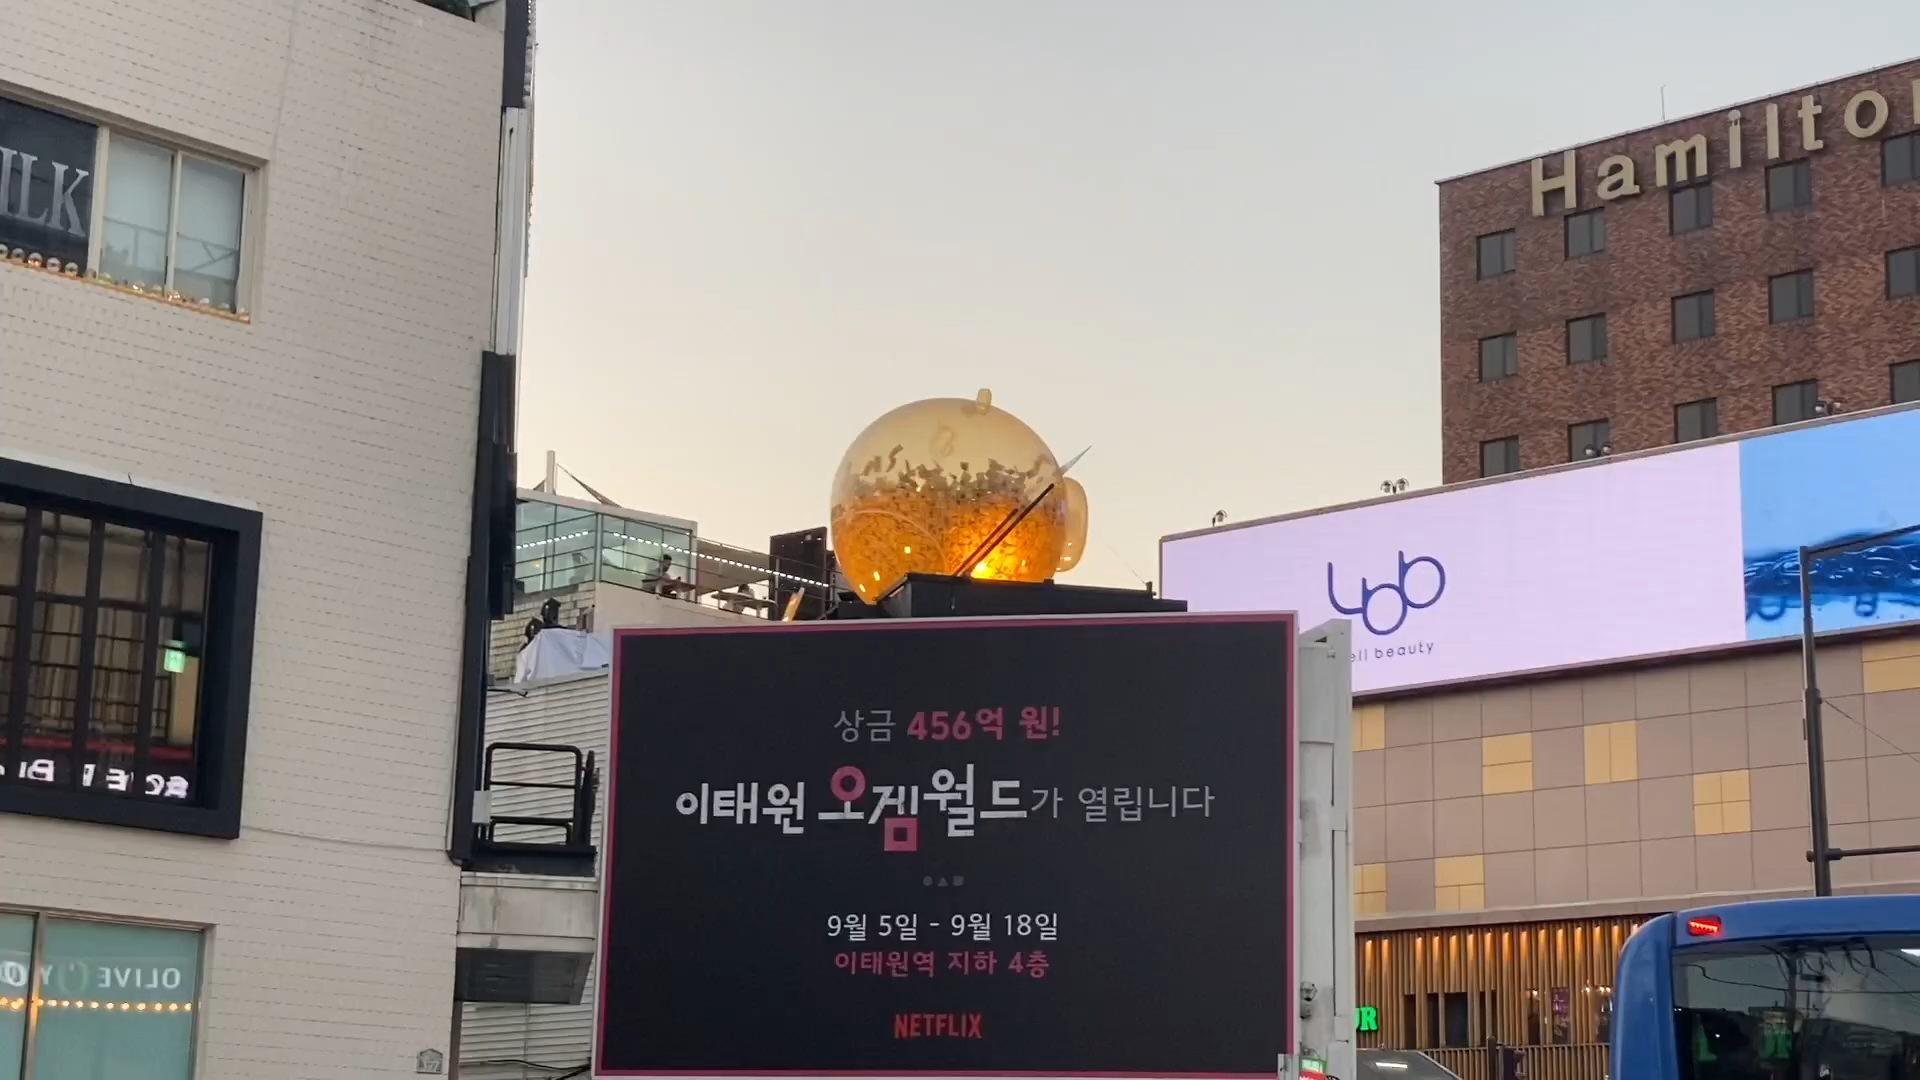 ILK
Hamilto
ell beauty
상금 456억 원!
이태원 오겜월드가 열립니다
9월 5일 - 9월 18일
이태원역 지하 4층
NETFLIX
OLIVE Y